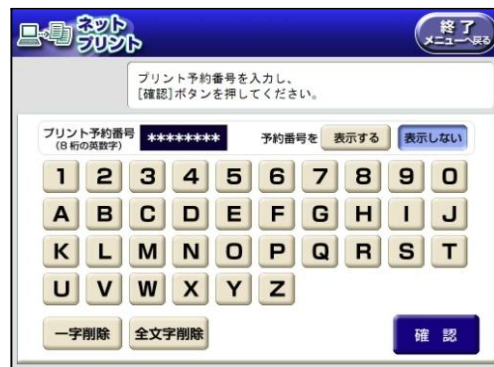 ネット
プリント
終了
メニューへ戻る
プリント予約番号を入力し、
[確認]ボタンを押してください。
プリント予約番号
(8桁の英数字)
********
予約番号を
表示する
表示しない
1 2 3 4 5 6 7 8 9 0
A B C D E F G H I J
K L M N O P Q R S T
U V W X Y Z
一字削除
全文字削除
確認